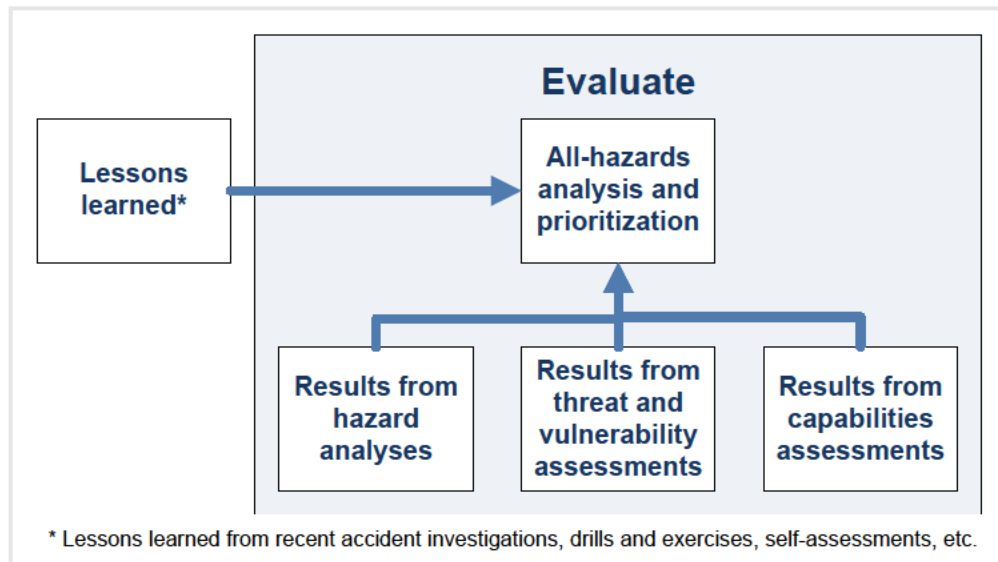 Evaluate
Lessons
learned*
All-hazards
analysis and
prioritization
Results from
hazard
analyses
Results from
threat and
vulnerability
assessments
Results from
capabilities
assessments
* Lessons learned from recent accident investigations, drills and exercises, self-assessments, etc.